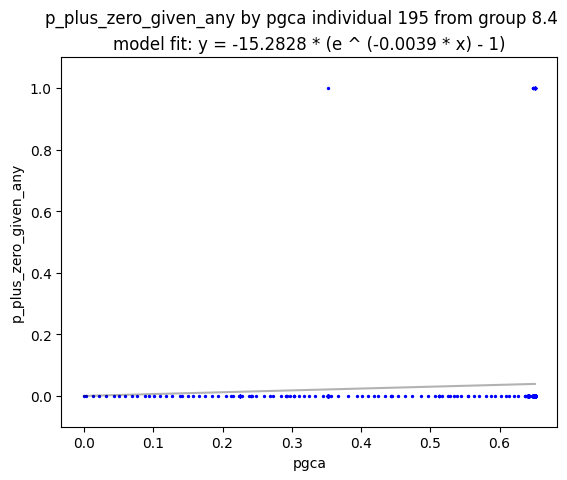 p_plus_zero_given_any by pgca individual 195 from group 8.4
model fit: y = -15.2828 * (e ^ (-0.0039 * x) - 1)
1.0
0.8
0.6
0.4
0.2
0.0
p_plus_zero_given_any
0.0 0.1 0.2 0.3 0.4 0.5 0.6
pgca